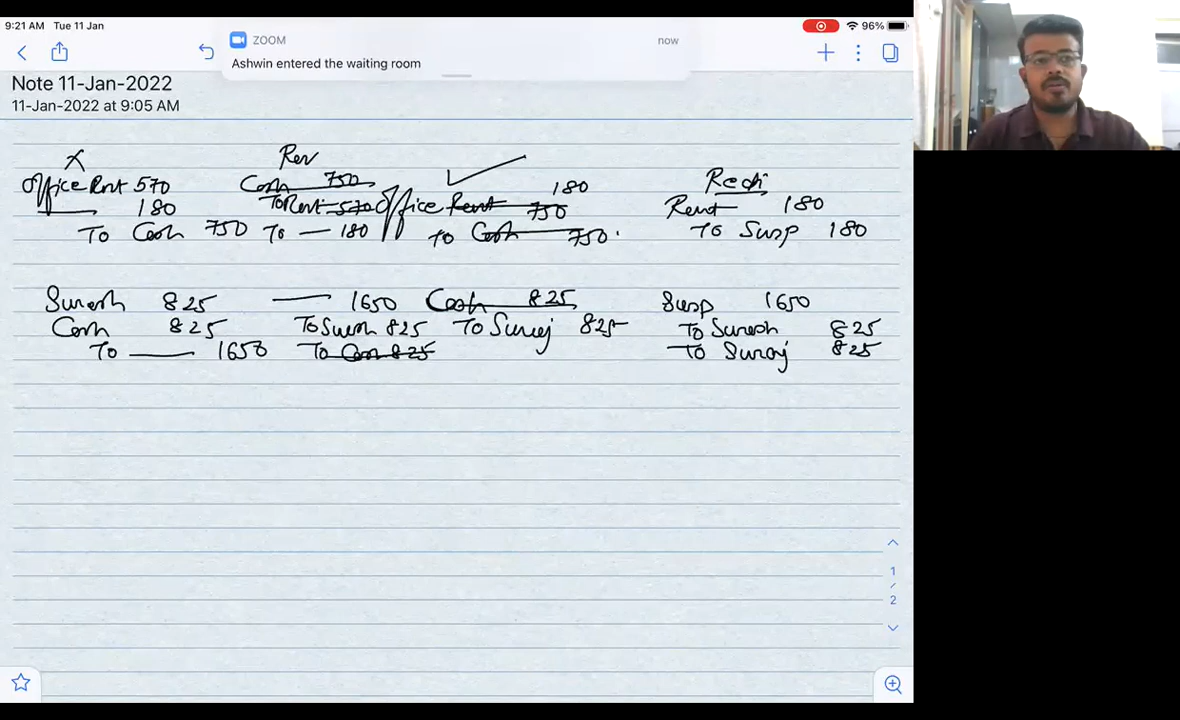 9:21 AM Tue 11 Jan
96%
ZOOM
now
Ashwin entered the waiting room
Note 11-Jan-2022
11-Jan-2022 at 9:05 AM
X Rev Recti
Office Rent 570 Cash 750 180
180 To Rent 570 Office Rent 750 Rent 180
To Cash 750 To — 180 To Cash 750. To Susp 180
Suresh 825 — 1650 Cash 825 Susp 1650
Cash 825 To Suresh 825 To Suraj 825 To Suresh 825
To — 1650 To Cash 825 To Suraj 825
1
/
2